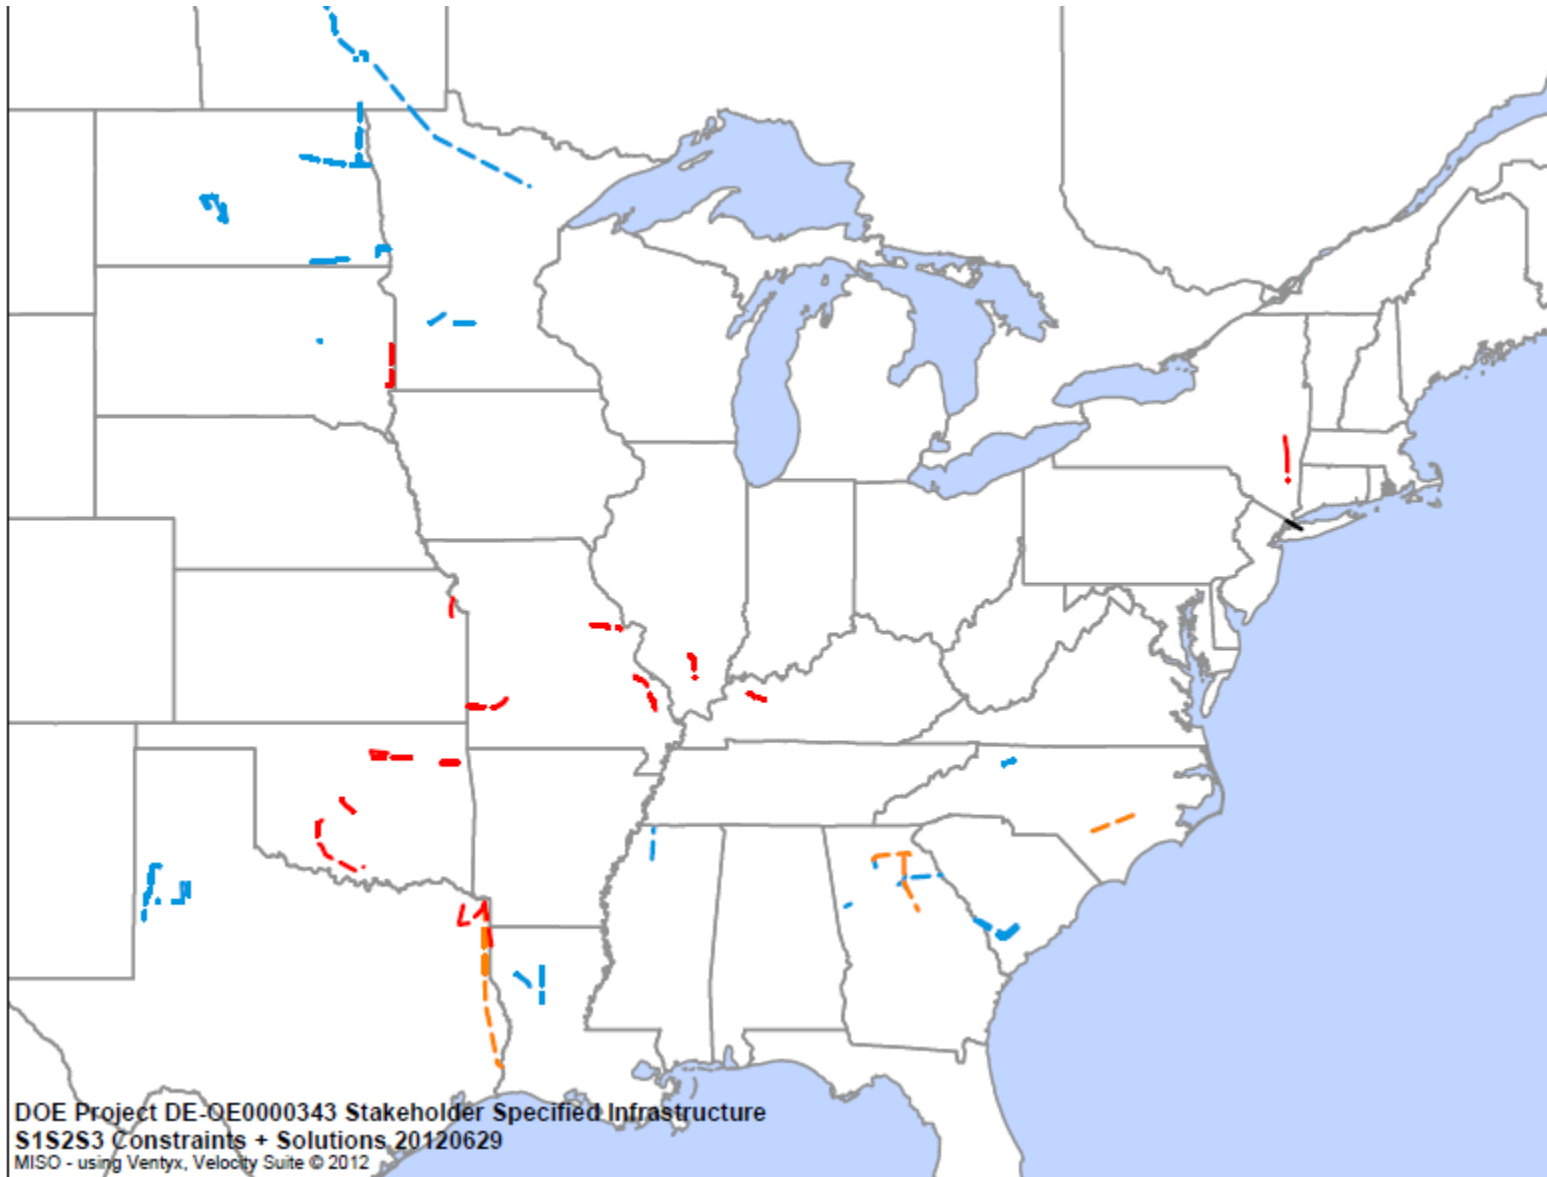 DOE Project DE-OE0000343 Stakeholder Specified Infrastructure
S1S2S3 Constraints + Solutions 20120629
MISO - using Ventyx, Velocity Suite © 2012